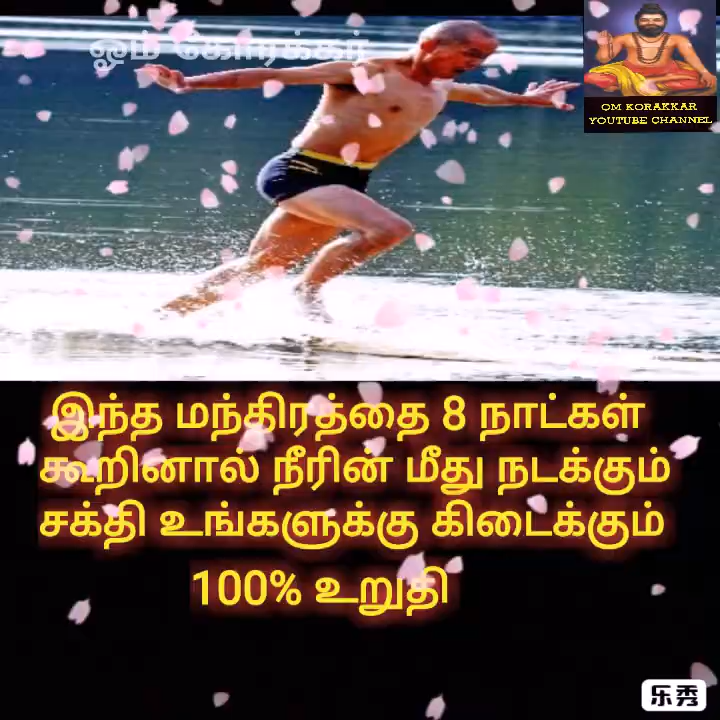 ஓம் கோரக்கர்
OM KORAKKAR
YOUTUBE CHANNEL
இந்த மந்திரத்தை 8 நாட்கள்
கூறினால் நீரின் மீது நடக்கும்
சக்தி உங்களுக்கு கிடைக்கும்
100% உறுதி
乐秀